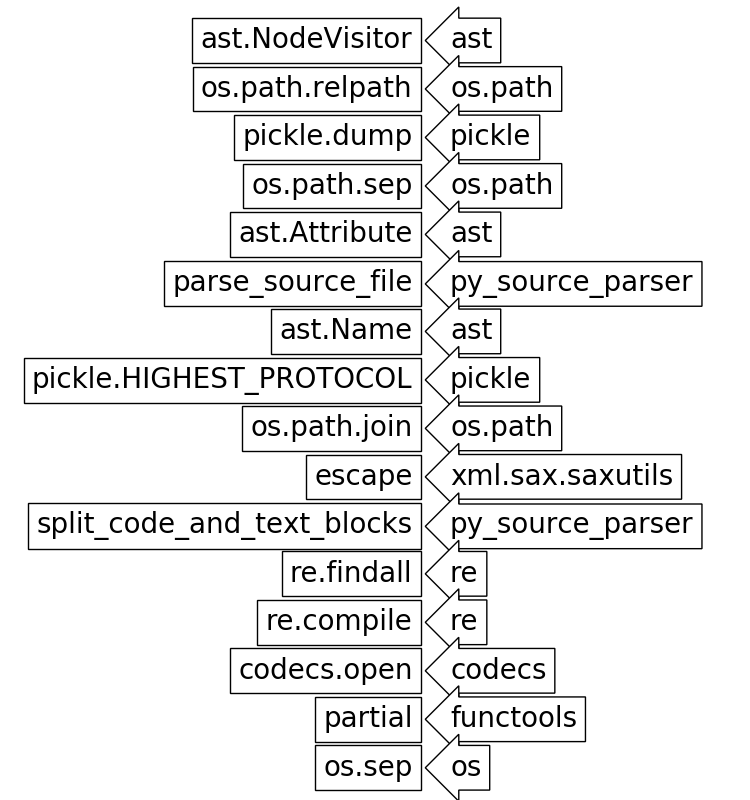 ast.NodeVisitor ast
os.path.relpath os.path
pickle.dump pickle
os.path.sep os.path
ast.Attribute ast
parse_source_file py_source_parser
ast.Name ast
pickle.HIGHEST_PROTOCOL pickle
os.path.join os.path
escape xml.sax.saxutils
split_code_and_text_blocks py_source_parser
re.findall re
re.compile re
codecs.open codecs
partial functools
os.sep os